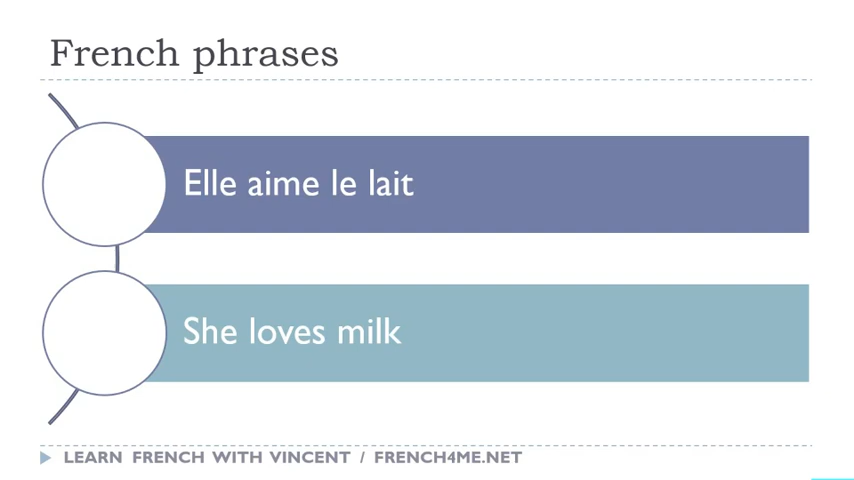 French phrases
Elle aime le lait
She loves milk
LEARN FRENCH WITH VINCENT / FRENCH4ME.NET